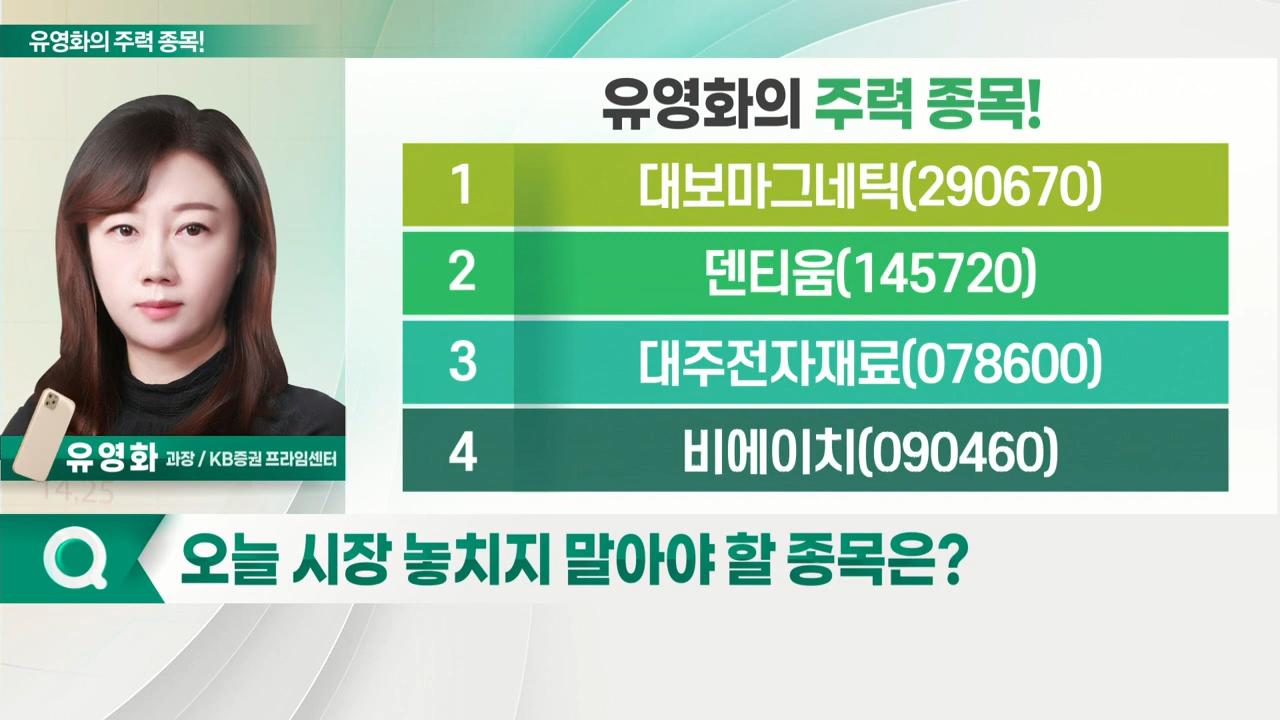 유영화의 주력 종목!
유영화의 주력 종목!
1 대보마그네틱(290670)
2 덴티움(145720)
3 대주전자재료(078600)
4 비에이치(090460)
유영화 과장 / KB증권 프라임센터
14.25
Q 오늘 시장 놓치지 말아야 할 종목은?